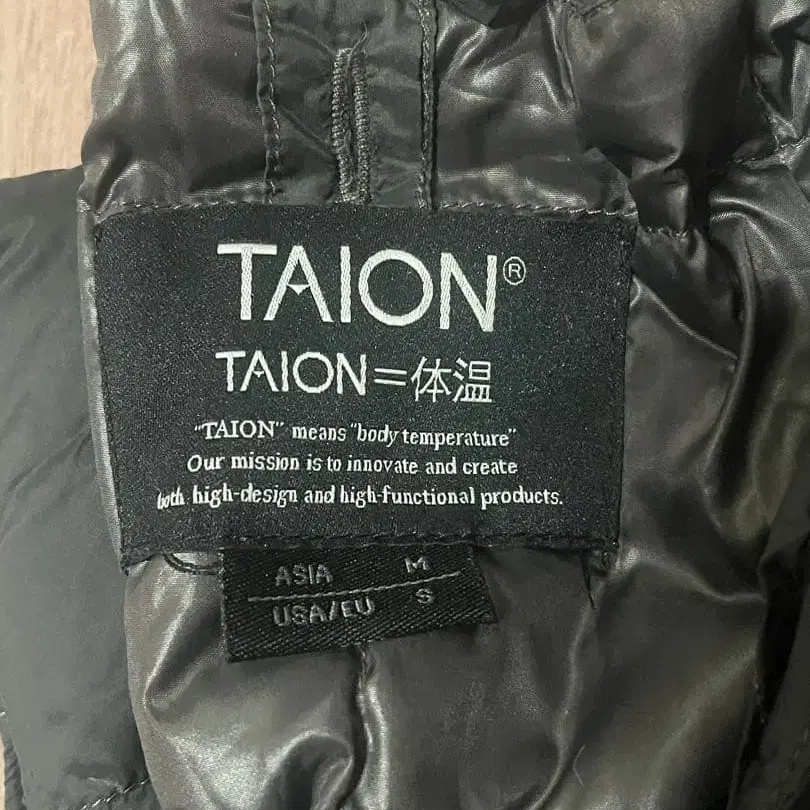 TAION®
TAION=体温
"TAION" means "body temperature"
Our mission is to innovate and create
both high-design and high-functional products.
ASIA M
USA/EU S